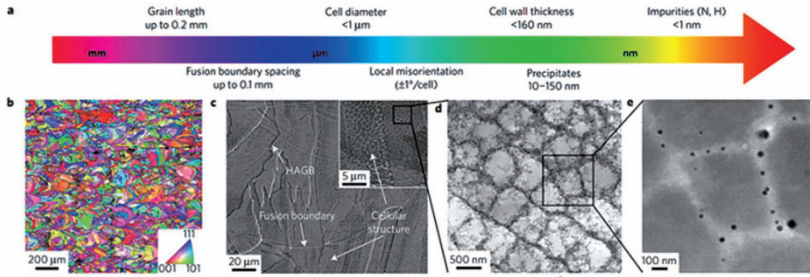 a
Grain length
up to 0.2 mm
Cell diameter
<1 μm
Cell wall thickness
<160 nm
Impurities (N, H)
<1 nm
mm
μm
nm
Fusion boundary spacing
up to 0.1 mm
Local misorientation
(±1°/cell)
Precipitates
10–150 nm
b
200 μm
111
001
101
c
HAGB
5 μm
Fusion boundary
Cellular
structure
20 μm
d
500 nm
e
100 nm